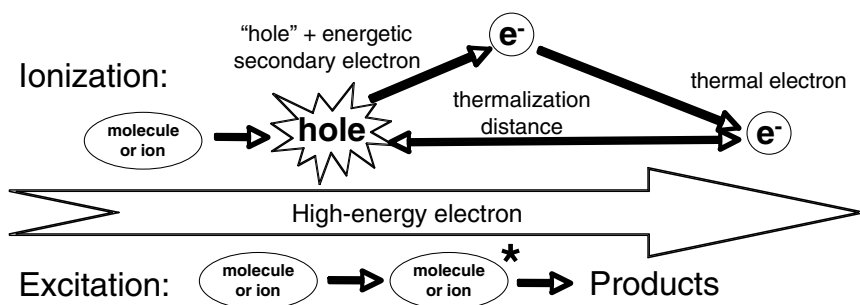 “hole” + energetic
secondary electron
e-
Ionization:
thermal electron
thermalization
distance
molecule
or ion
hole
e-
High-energy electron
*
Excitation:
molecule
or ion
molecule
or ion
Products